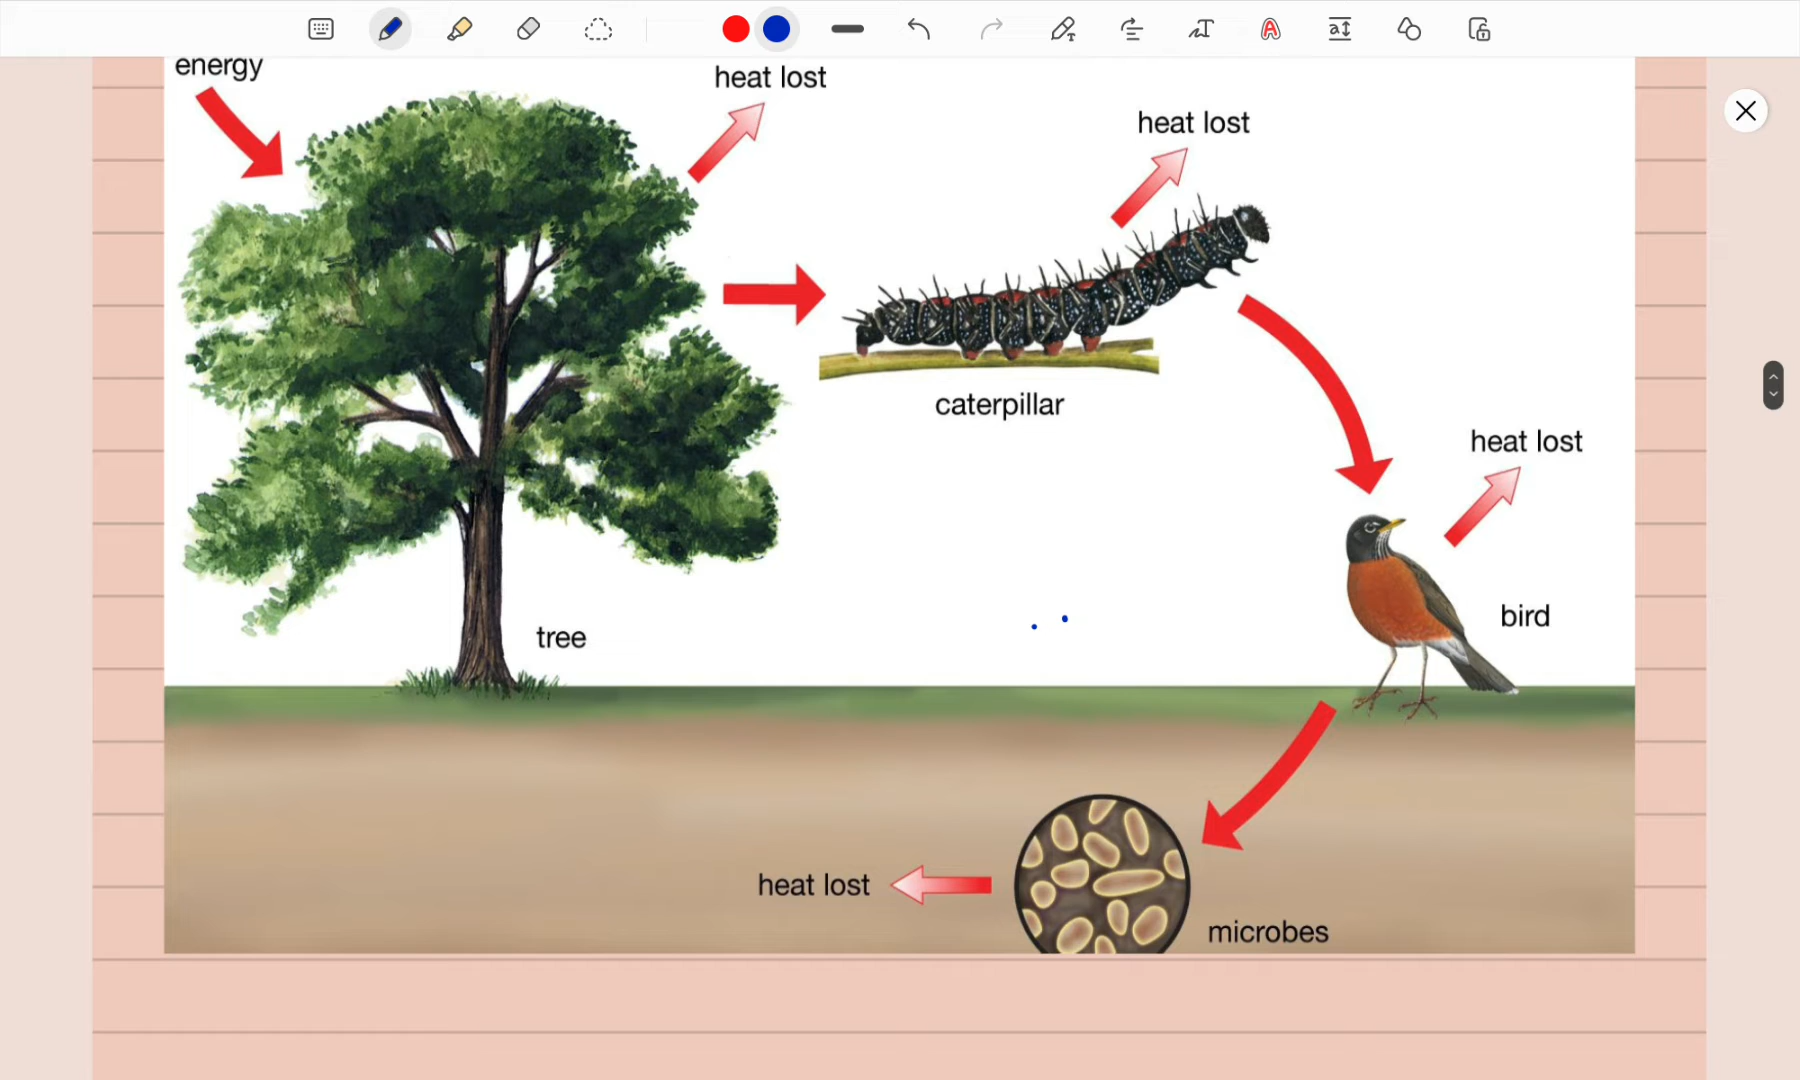 energy
heat lost
heat lost
caterpillar
heat lost
bird
tree
heat lost
microbes